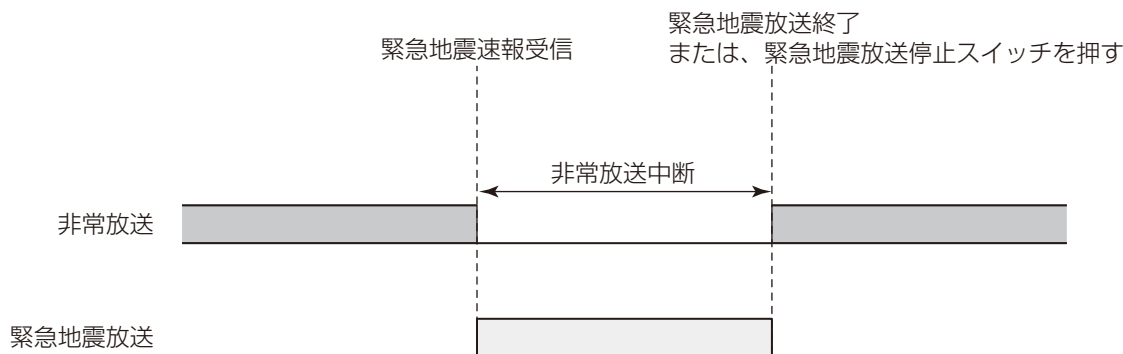 緊急地震速報受信
緊急地震放送終了
または、緊急地震放送停止スイッチを押す
非常放送中断
非常放送
緊急地震放送